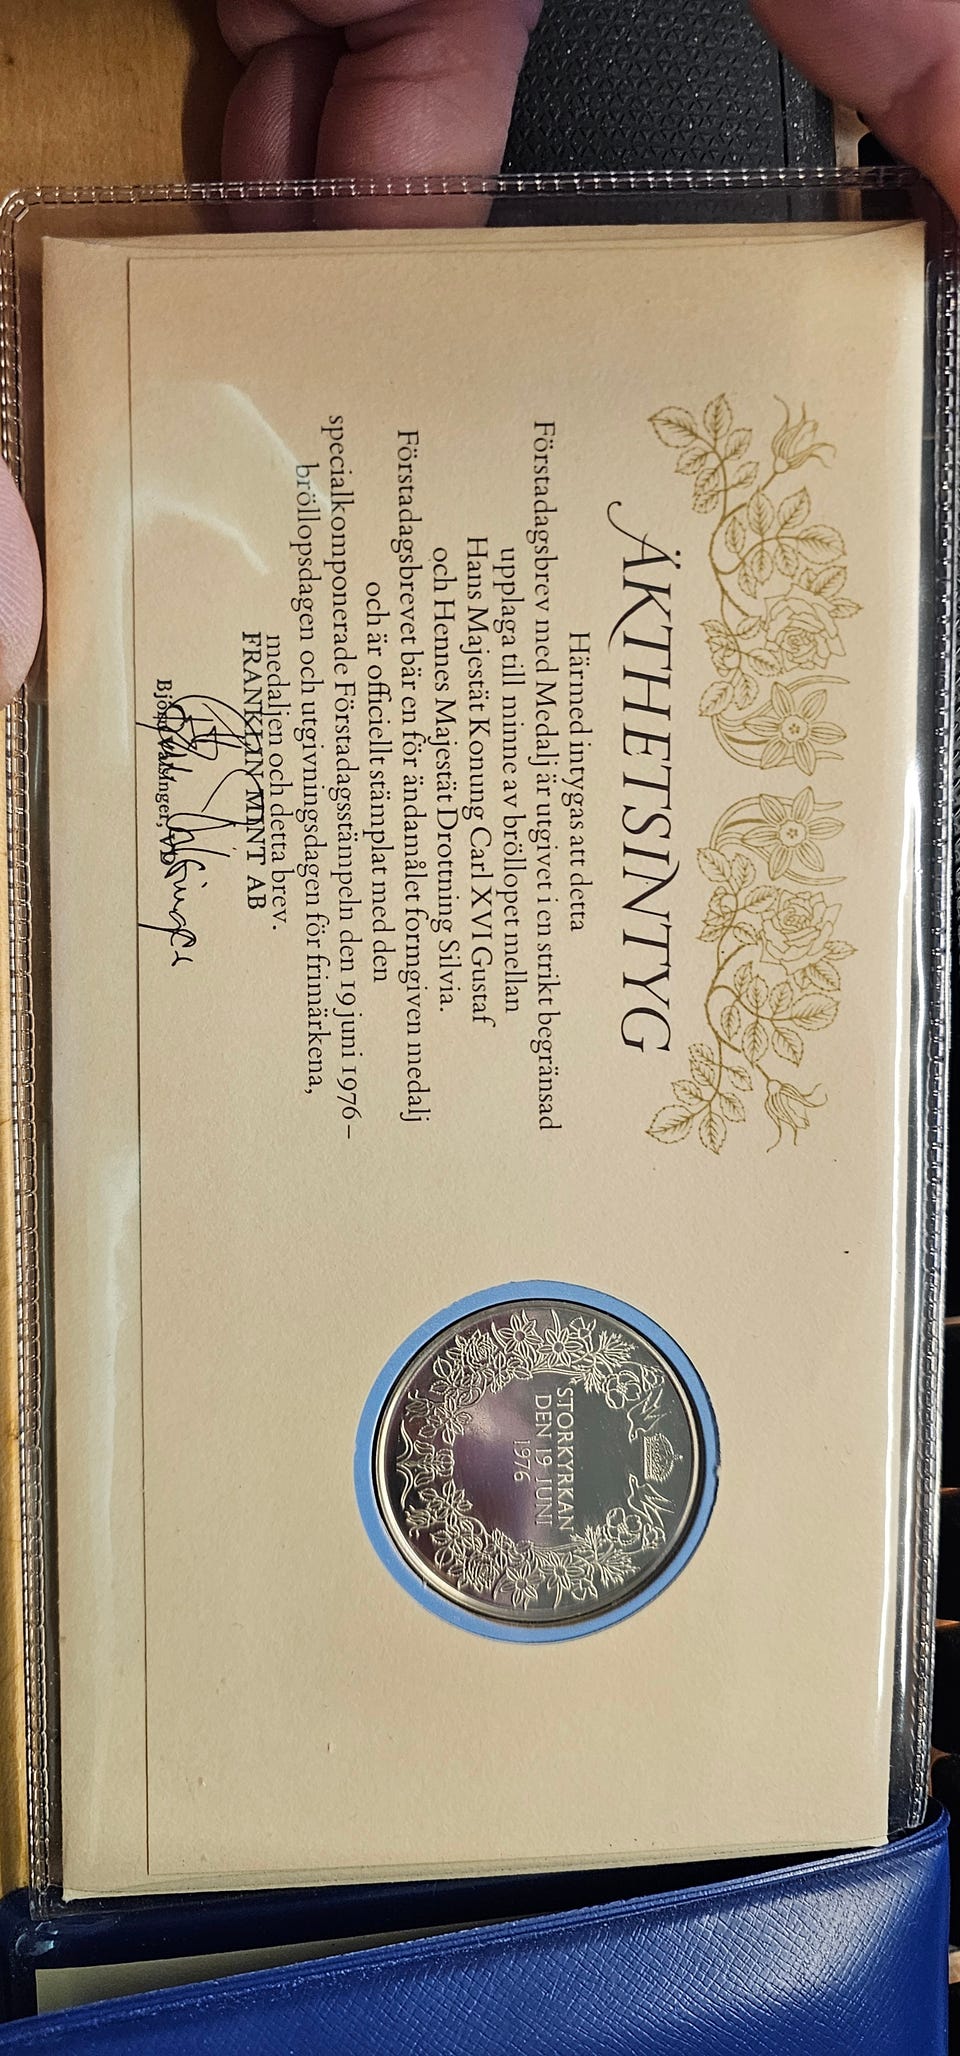 ÄKTHETSINTYG
Härmed intygas att detta
Förstadagsbrev med Medalj är utgivet i en strikt begränsad
upplaga till minne av bröllopet mellan
Hans Majestät Konung Carl XVI Gustaf
och Hennes Majestät Drottning Silvia.
Förstadagsbrevet bär en för ändamålet formgiven medalj
och är officiellt stämplat med den
specialkomponerade Förstadagsstämpeln den 19 juni 1976 –
bröllopsdagen och utgivningsdagen för frimärkena,
medaljen och detta brev.
FRANKLIN MINT AB
VD
STORKYRKAN
DEN 19 JUNI
1976